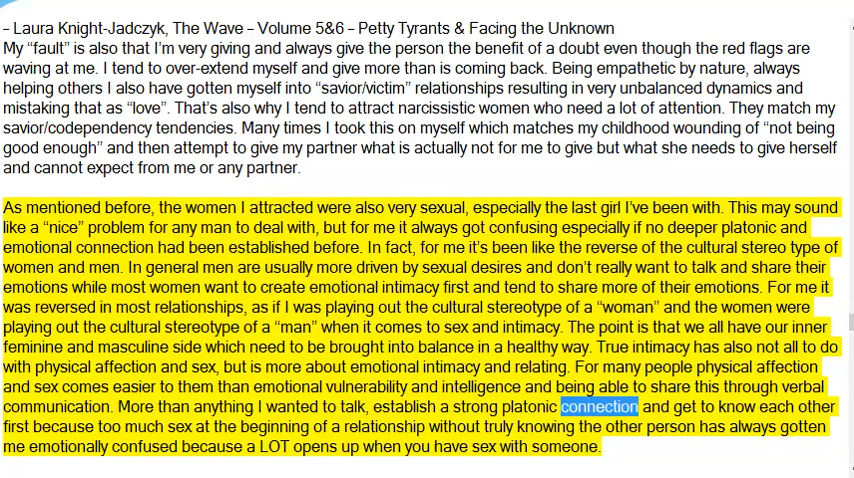 – Laura Knight-Jadczyk, The Wave – Volume 5&6 – Petty Tyrants & Facing the Unknown
My “fault” is also that I’m very giving and always give the person the benefit of a doubt even though the red flags are
waving at me. I tend to over-extend myself and give more than is coming back. Being empathetic by nature, always
helping others I also have gotten myself into “savior/victim” relationships resulting in very unbalanced dynamics and
mistaking that as “love”. That’s also why I tend to attract narcissistic women who need a lot of attention. They match my
savior/codependency tendencies. Many times I took this on myself which matches my childhood wounding of “not being
good enough” and then attempt to give my partner what is actually not for me to give but what she needs to give herself
and cannot expect from me or any partner.
As mentioned before, the women I attracted were also very sexual, especially the last girl I’ve been with. This may sound
like a “nice” problem for any man to deal with, but for me it always got confusing especially if no deeper platonic and
emotional connection had been established before. In fact, for me it’s been like the reverse of the cultural stereo type of
women and men. In general men are usually more driven by sexual desires and don’t really want to talk and share their
emotions while most women want to create emotional intimacy first and tend to share more of their emotions. For me it
was reversed in most relationships, as if I was playing out the cultural stereotype of a “woman” and the women were
playing out the cultural stereotype of a “man” when it comes to sex and intimacy. The point is that we all have our inner
feminine and masculine side which need to be brought into balance in a healthy way. True intimacy has also not all to do
with physical affection and sex, but is more about emotional intimacy and relating. For many people physical affection
and sex comes easier to them than emotional vulnerability and intelligence and being able to share this through verbal
communication. More than anything I wanted to talk, establish a strong platonic connection and get to know each other
first because too much sex at the beginning of a relationship without truly knowing the other person has always gotten
me emotionally confused because a LOT opens up when you have sex with someone.